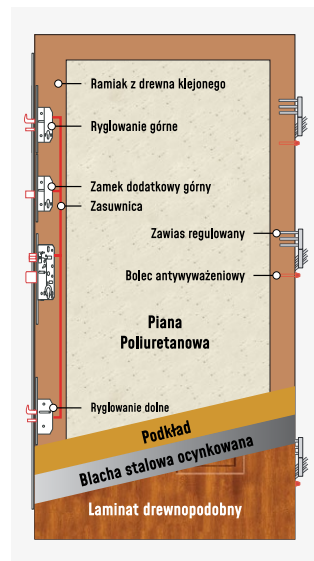 Ramiak z drewna klejonego
Ryglowanie górne
Zamek dodatkowy górny
Zasuwnica
Zawias regulowany
Bolec antywyważeniowy
Piana
Poliuretanowa
Ryglowanie dolne
Podkład
Blacha stalowa ocynkowana
Laminat drewnopodobny